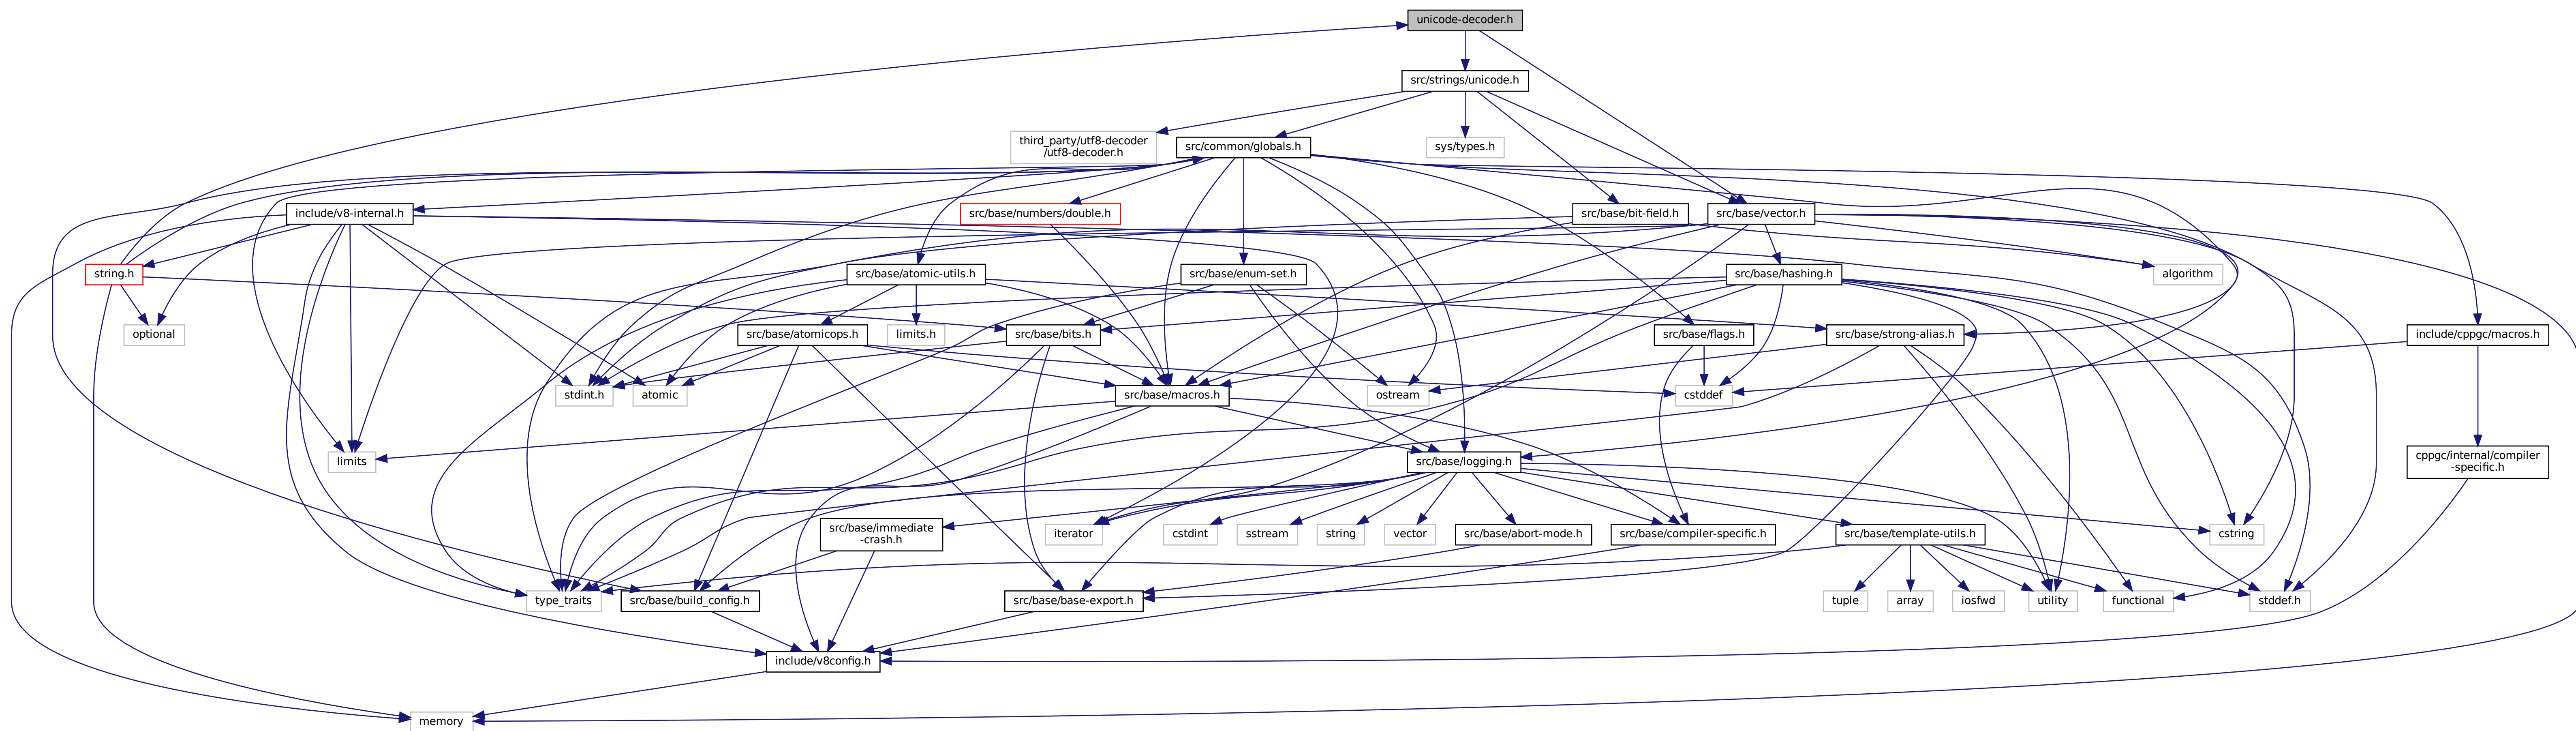 unicode-decoder.h
src/strings/unicode.h
third_party/utf8-decoder
/utf8-decoder.h
src/common/globals.h
sys/types.h
include/v8-internal.h
src/base/numbers/double.h
src/base/bit-field.h
src/base/vector.h
string.h
src/base/atomic-utils.h
src/base/enum-set.h
src/base/hashing.h
algorithm
optional
src/base/atomicops.h
limits.h
src/base/bits.h
src/base/flags.h
src/base/strong-alias.h
include/cppgc/macros.h
stdint.h
atomic
src/base/macros.h
ostream
cstddef
limits
src/base/logging.h
cppgc/internal/compiler
-specific.h
src/base/immediate
-crash.h
iterator
cstdint
sstream
string
vector
src/base/abort-mode.h
src/base/compiler-specific.h
src/base/template-utils.h
cstring
type_traits
src/base/build_config.h
src/base/base-export.h
tuple
array
iosfwd
utility
functional
stddef.h
include/v8config.h
memory